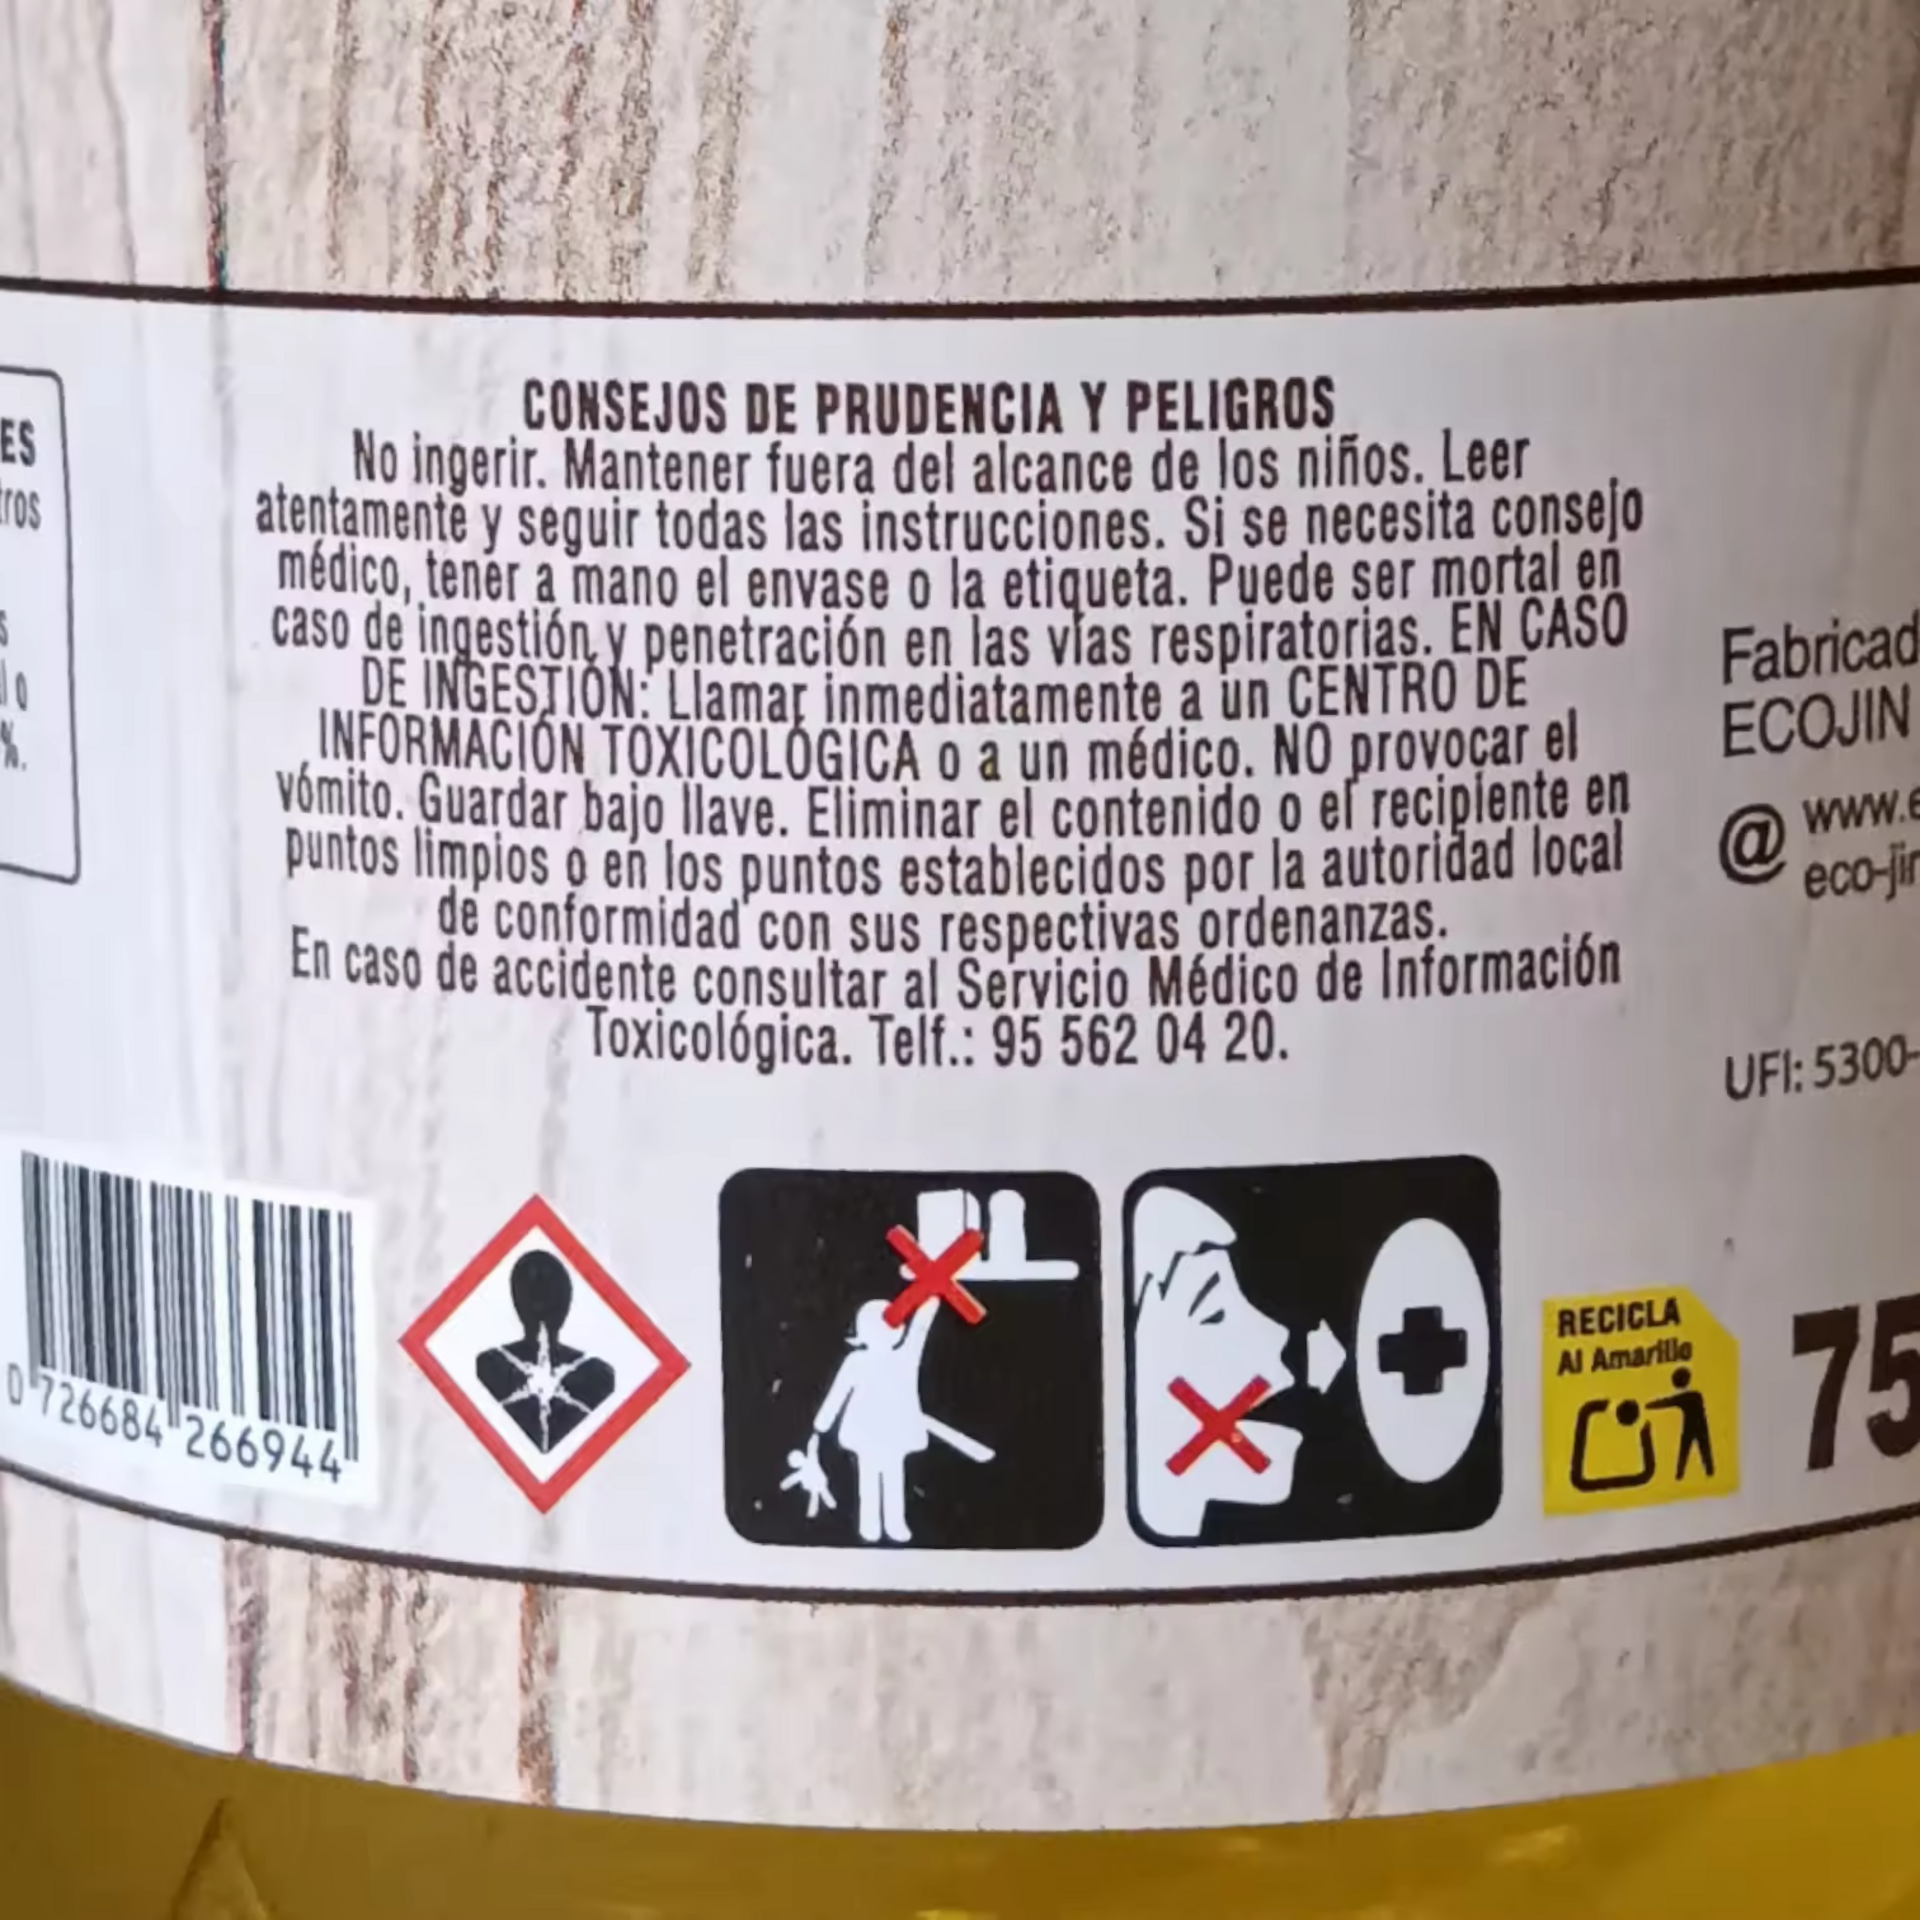 ES
tros
s
l o
%.
CONSEJOS DE PRUDENCIA Y PELIGROS
No ingerir. Mantener fuera del alcance de los niños. Leer
atentamente y seguir todas las instrucciones. Si se necesita consejo
médico, tener a mano el envase o la etiqueta. Puede ser mortal en
caso de ingestión y penetración en las vías respiratorias. EN CASO
DE INGESTIÓN: Llamar inmediatamente a un CENTRO DE
INFORMACIÓN TOXICOLÓGICA o a un médico. NO provocar el
vómito. Guardar bajo llave. Eliminar el contenido o el recipiente en
puntos limpios o en los puntos establecidos por la autoridad local
de conformidad con sus respectivas ordenanzas.
En caso de accidente consultar al Servicio Médico de Información
Toxicológica. Telf.: 95 562 04 20.
Fabricad
ECOJIN
@ www.e
eco-jin
UFI: 5300-
0 726684 266944
RECICLA
Al Amarillo
75